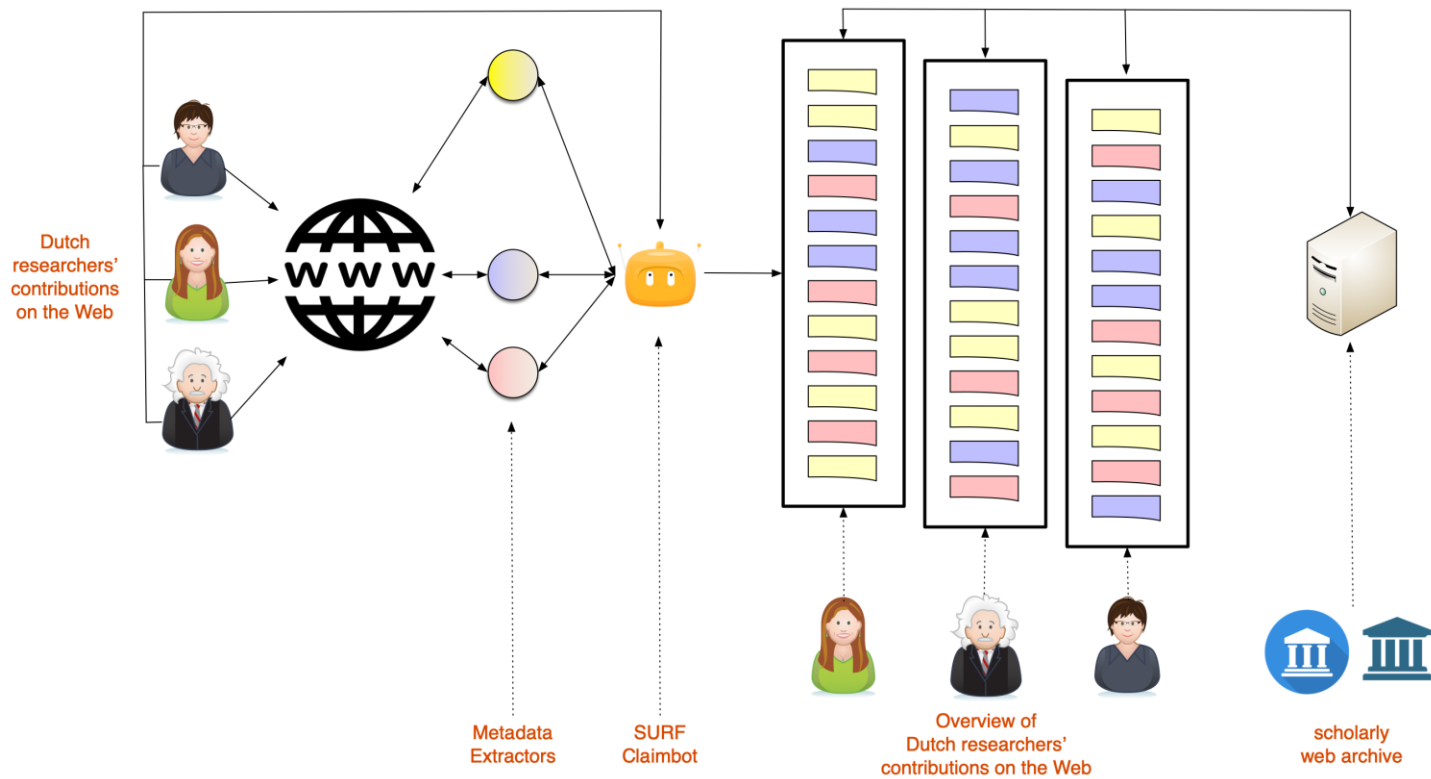 Dutch
researchers’
contributions
on the Web
W W W
Metadata
Extractors
SURF
Claimbot
Overview of
Dutch researchers’
contributions on the Web
scholarly
web archive